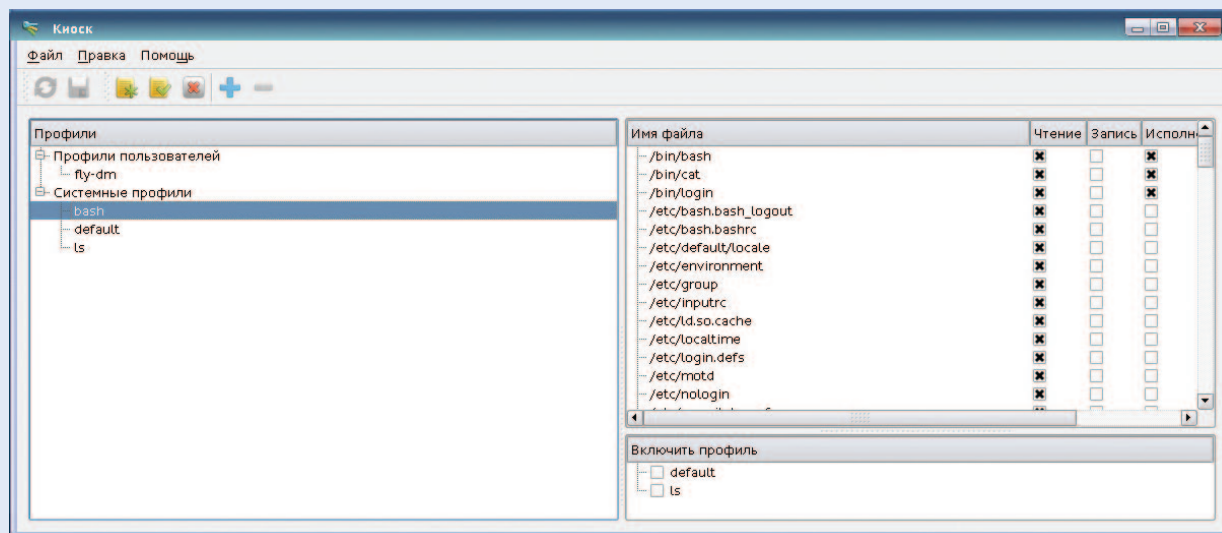 Киоск
Файл Правка Помощь
Профили
Профили пользователей
fly-dm
Системные профили
bash
default
ls
Имя файла Чтение Запись Исполн
/bin/bash
/bin/cat
/bin/login
/etc/bash.bash_logout
/etc/bash.bashrc
/etc/default/locale
/etc/environment
/etc/group
/etc/inputrc
/etc/ld.so.cache
/etc/localtime
/etc/login.defs
/etc/motd
/etc/nologin
Включить профиль
default
ls